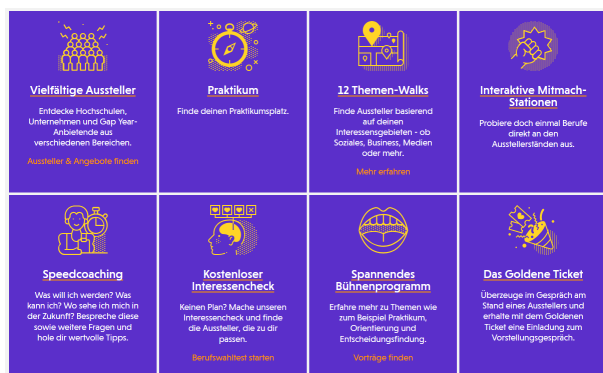 Vielfältige Aussteller
Entdecke Hochschulen,
Unternehmen und Gap Year-
Anbietende aus
verschiedenen Bereichen.
Aussteller & Angebote finden
Praktikum
Finde deinen Praktikumsplatz.
12 Themen-Walks
Finde Aussteller basierend
auf deinen
Interessensgebieten - ob
Soziales, Business, Medien
oder mehr.
Mehr erfahren
Interaktive Mitmach-
Stationen
Probiere doch einmal Berufe
direkt an den
Ausstellerständen aus.
Speedcoaching
Was will ich werden? Was
kann ich? Wo sehe ich mich in
der Zukunft? Bespreche diese
sowie weitere Fragen und
hole dir wertvolle Tipps.
Kostenloser
Interessencheck
Keinen Plan? Mache unseren
Interessencheck und finde
die Aussteller, die zu dir
passen.
Berufswahltest starten
Spannendes
Bühnenprogramm
Erfahre mehr zu Themen wie
zum Beispiel Praktikum,
Orientierung und
Entscheidungsfindung.
Vorträge finden
Das Goldene Ticket
Überzeuge im Gespräch am
Stand eines Ausstellers und
erhalte mit dem Goldenen
Ticket eine Einladung zum
Vorstellungsgespräch.